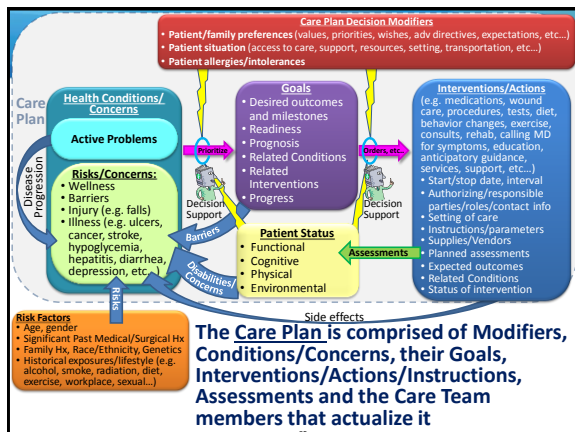 Care Plan Decision Modifiers
• Patient/family preferences (values, priorities, wishes, adv directives, expectations, etc...)
• Patient situation (access to care, support, resources, setting, transportation, etc...)
• Patient allergies/intolerances
Care
Plan
Health Conditions/
Concerns
Active Problems
Risks/Concerns:
• Wellness
• Barriers
• Injury (e.g. falls)
• Illness (e.g. ulcers,
cancer, stroke,
hypoglycemia,
hepatitis, diarrhea,
depression, etc...)
Disease
Progression
Prioritize
Decision
Support
Goals
• Desired outcomes
and milestones
• Readiness
• Prognosis
• Related Conditions
• Related
Interventions
• Progress
Orders, etc..
Decision
Support
Interventions/Actions
(e.g. medications, wound
care, procedures, tests, diet,
behavior changes, exercise,
consults, rehab, calling MD
for symptoms, education,
anticipatory guidance,
services, support, etc...)
• Start/stop date, interval
• Authorizing/responsible
parties/roles/contact info
• Setting of care
• Instructions/parameters
• Supplies/Vendors
• Planned assessments
• Expected outcomes
• Related Conditions
• Status of intervention
Barriers
Disabilities/
Concerns
Patient Status
• Functional
• Cognitive
• Physical
• Environmental
Assessments
Risks
Side effects
Risk Factors
• Age, gender
• Significant Past Medical/Surgical Hx
• Family Hx, Race/Ethnicity, Genetics
• Historical exposures/lifestyle (e.g.
alcohol, smoke, radiation, diet,
exercise, workplace, sexual...)
The Care Plan is comprised of Modifiers,
Conditions/Concerns, their Goals,
Interventions/Actions/Instructions,
Assessments and the Care Team
members that actualize it